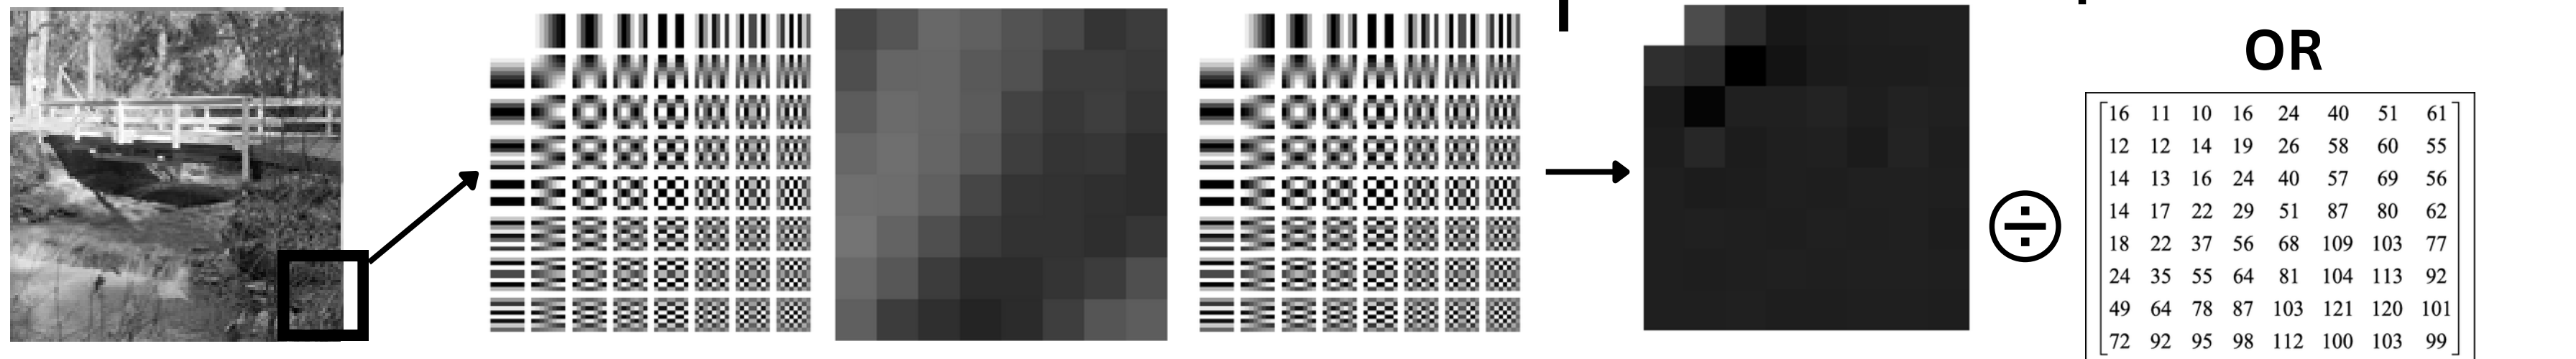 OR
16 11 10 16 24 40 51 61
12 12 14 19 26 58 60 55
14 13 16 24 40 57 69 56
14 17 22 29 51 87 80 62
18 22 37 56 68 109 103 77
24 35 55 64 81 104 113 92
49 64 78 87 103 121 120 101
72 92 95 98 112 100 103 99